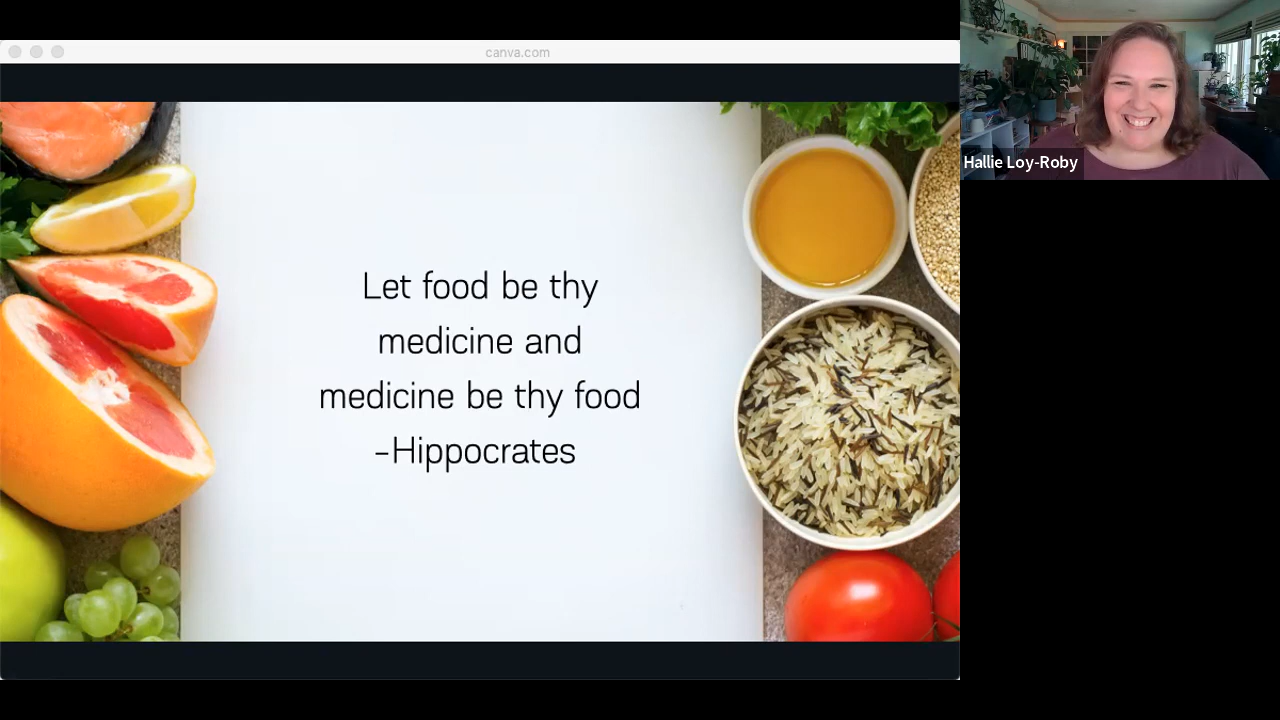 canva.com
Let food be thy
medicine and
medicine be thy food
-Hippocrates
Hallie Loy-Roby